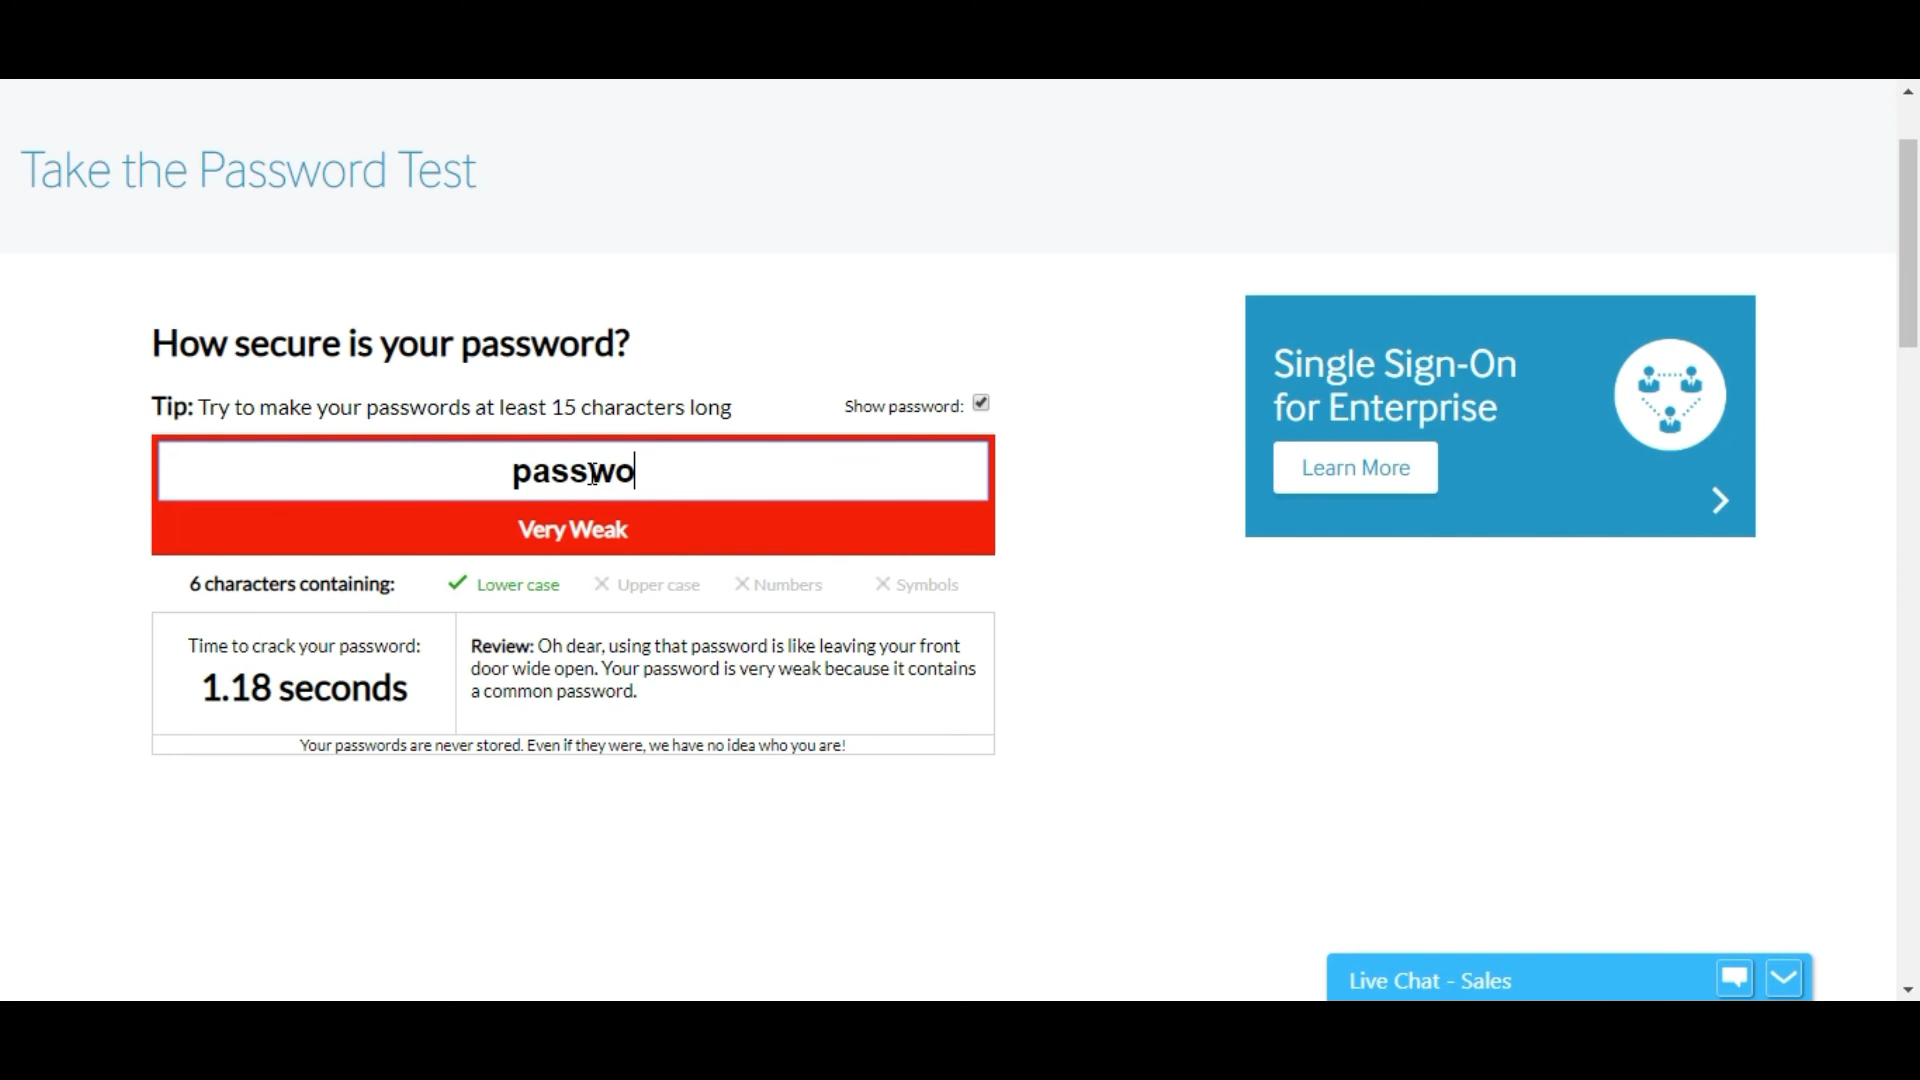 Take the Password Test
How secure is your password?
Tip: Try to make your passwords at least 15 characters long
Show password:
passwo
Very Weak
6 characters containing:
Lower case
Upper case
Numbers
Symbols
Time to crack your password:
1.18 seconds
Review: Oh dear, using that password is like leaving your front
door wide open. Your password is very weak because it contains
a common password.
Your passwords are never stored. Even if they were, we have no idea who you are!
Single Sign-On
for Enterprise
Learn More
Live Chat - Sales